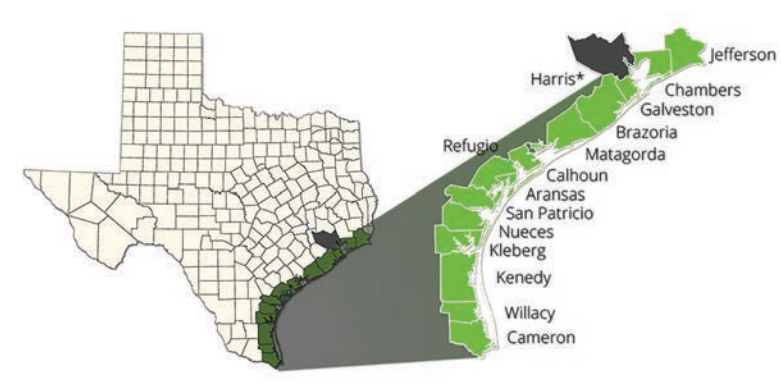 Jefferson
Harris*
Chambers
Galveston
Brazoria
Refugio
Matagorda
Calhoun
Aransas
San Patricio
Nueces
Kleberg
Kenedy
Willacy
Cameron